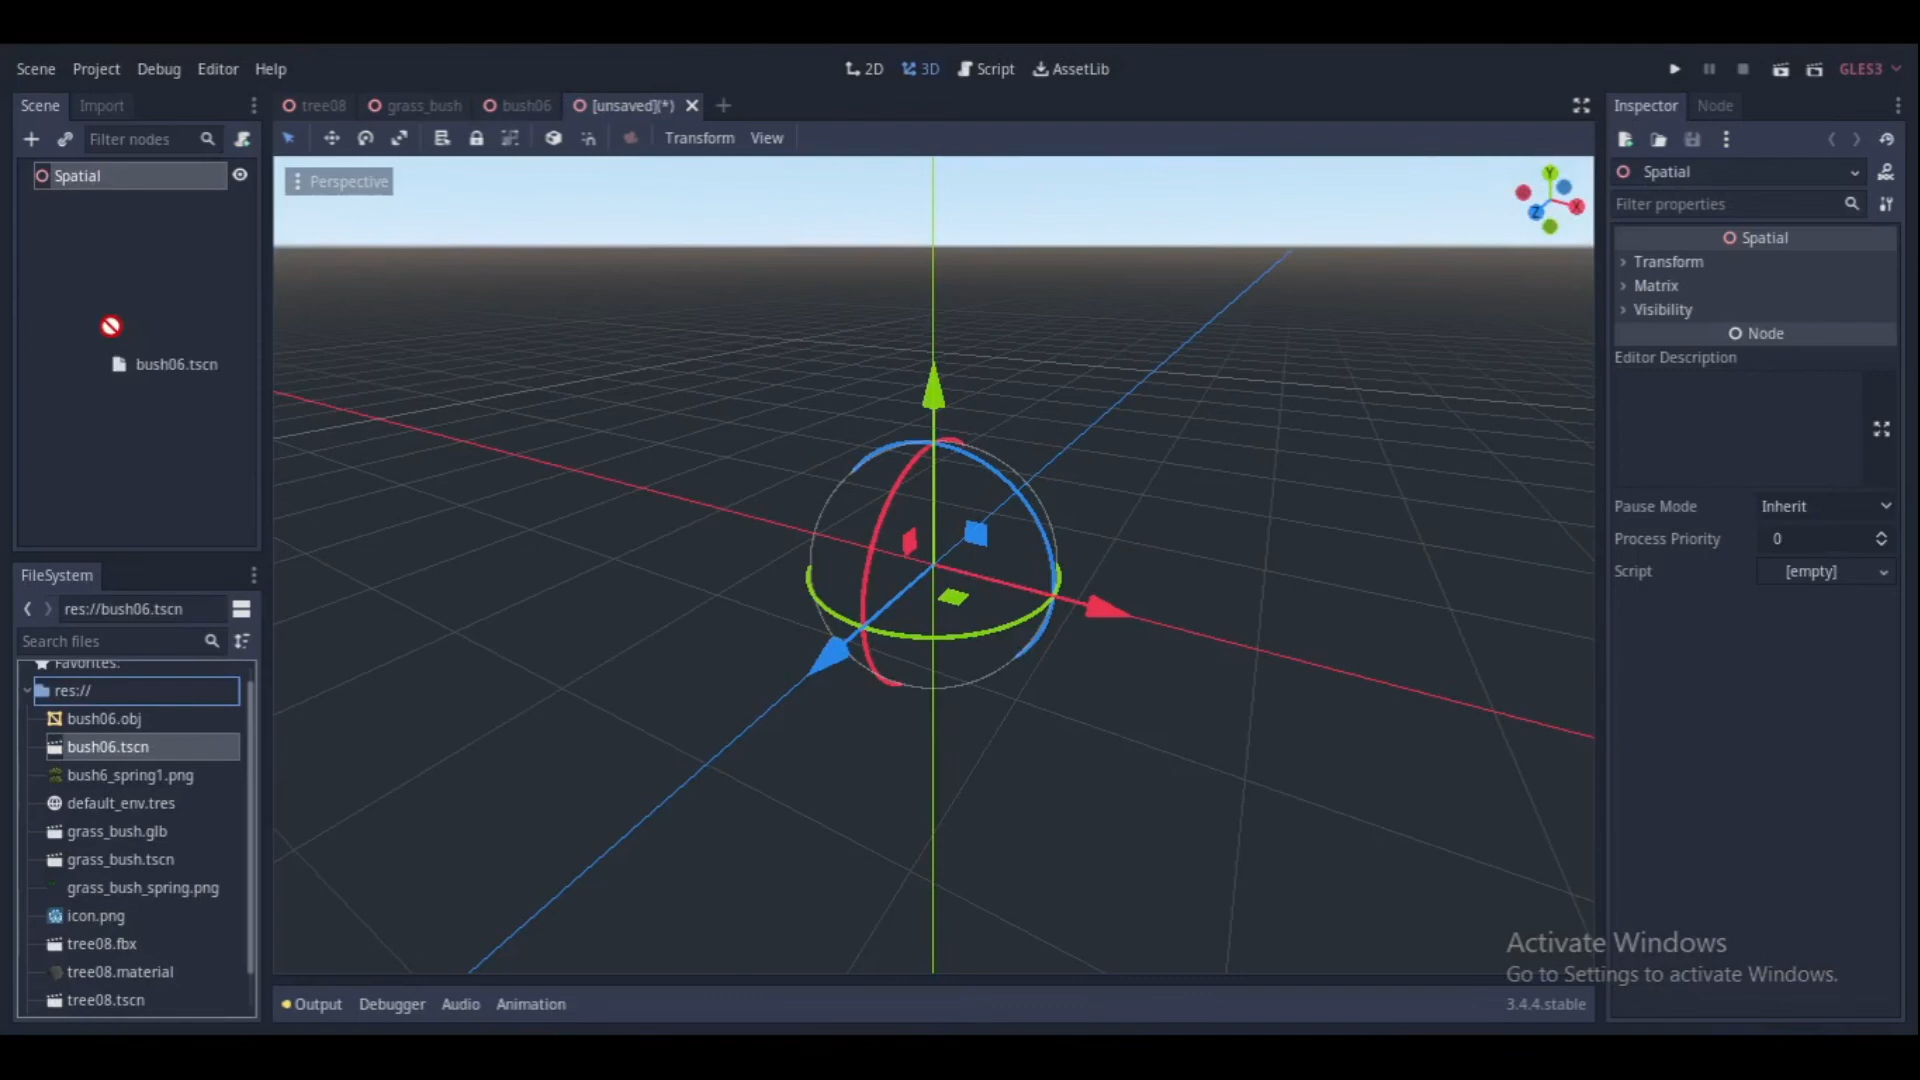 Scene Project Debug Editor Help
2D 3D Script AssetLib
GLES3
Scene Import
tree08 grass_bush bush06 [unsaved](*)
Inspector Node
Filter nodes
Transform View
Spatial
Perspective
Y
X
Z
bush06.tscn
Spatial
Filter properties
Spatial
Transform
Matrix
Visibility
Node
Editor Description
Pause Mode Inherit
Process Priority 0
Script [empty]
FileSystem
res://bush06.tscn
Search files
Favorites:
res://
bush06.obj
bush06.tscn
bush6_spring1.png
default_env.tres
grass_bush.glb
grass_bush.tscn
grass_bush_spring.png
icon.png
tree08.fbx
tree08.material
tree08.tscn
Output Debugger Audio Animation
3.4.4.stable
Activate Windows
Go to Settings to activate Windows.